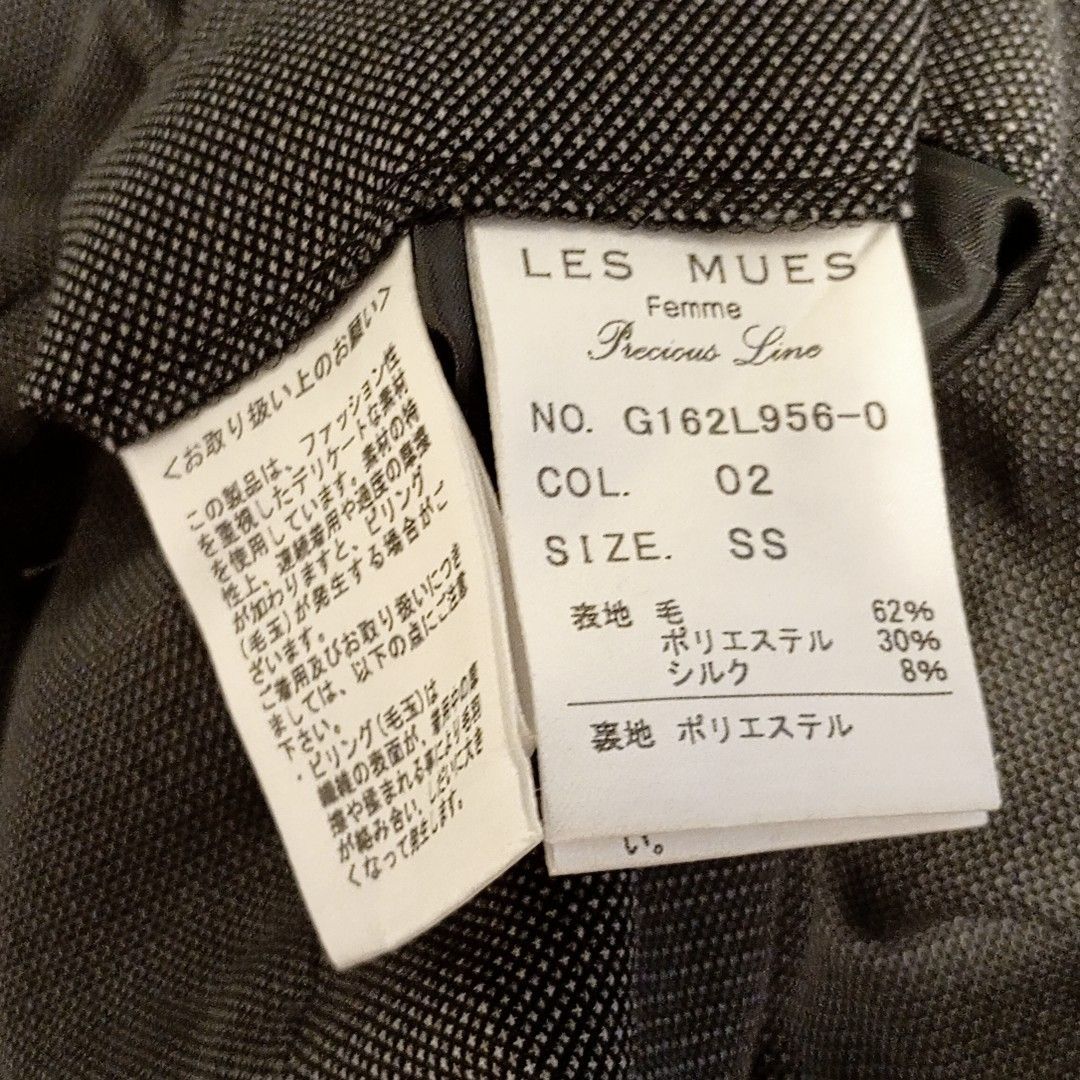 <お取り扱い上のお願い>
この製品は、ファッション性
を重視したデリケートな素材
を使用しています。素材の特
性上、連続着用や過度の摩擦
が加わりますと、ピリング
(毛玉)が発生する場合がご
ざいます。
ご着用及びお取り扱いにつき
ましては、以下の点にご注意
下さい。
・ピリング(毛玉)は
繊維の表面が、着用中の摩
擦や揉まれる事により毛羽
が絡み合い、しだいに大き
くなって発生します。
LES MUES
Femme
Precious Line
NO. G162L956-0
COL. 02
SIZE. SS
表地 毛 62%
ポリエステル 30%
シルク 8%
裏地 ポリエステル
い。